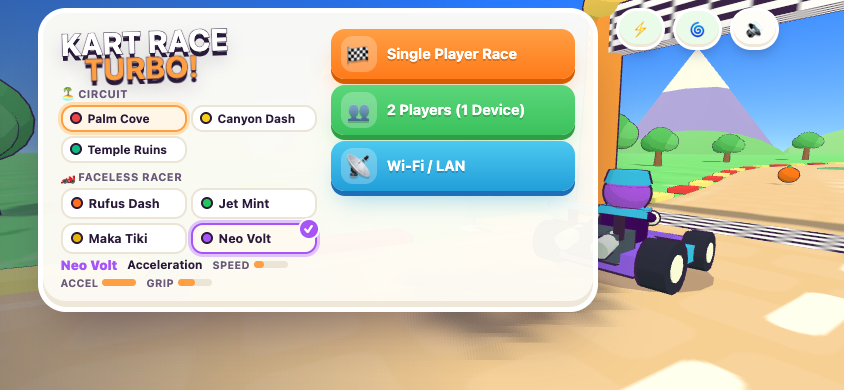 KART RACE
TURBO!
CIRCUIT
Palm Cove
Canyon Dash
Temple Ruins
FACELESS RACER
Rufus Dash
Jet Mint
Maka Tiki
Neo Volt
Neo Volt Acceleration SPEED
ACCEL GRIP
Single Player Race
2 Players (1 Device)
Wi-Fi / LAN